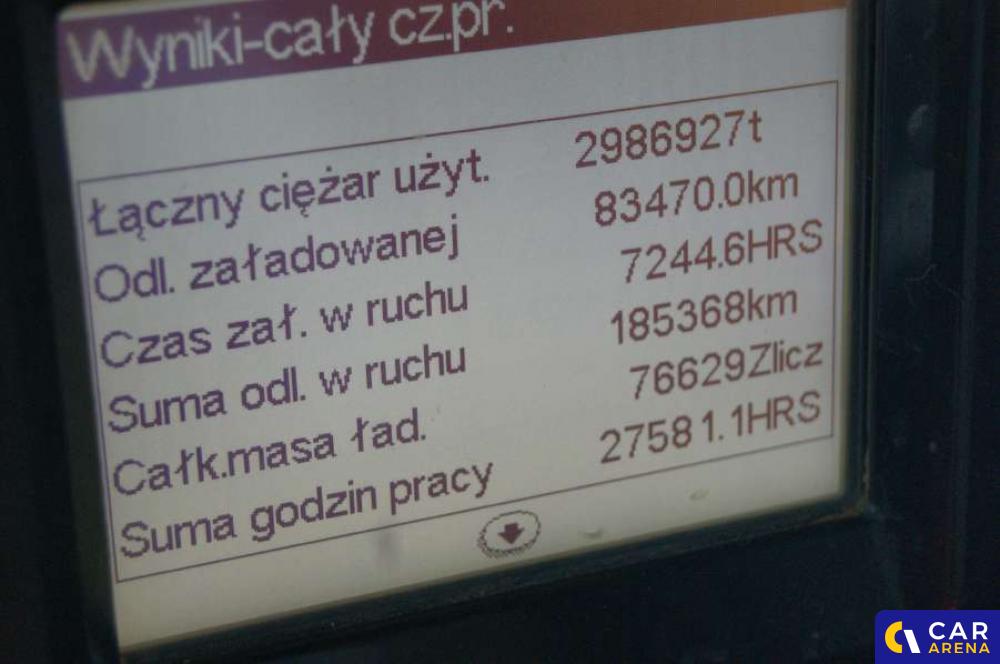 Wyniki-cały cz.pr.
Łączny ciężar użyt. 2986927t
Odl. załadowanej 83470.0km
Czas zał. w ruchu 7244.6HRS
Suma odl. w ruchu 185368km
Całk.masa ład. 76629Zlicz
Suma godzin pracy 27581.1HRS
CAR
ARENA